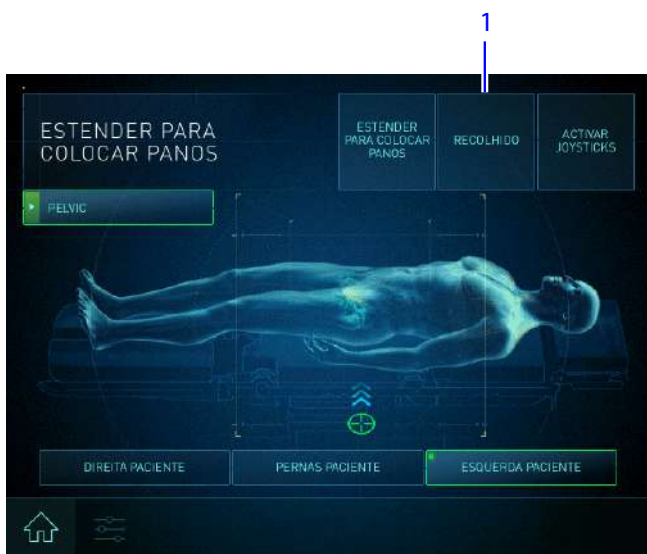 1
ESTENDER PARA
COLOCAR PANOS
ESTENDER
PARA COLOCAR
PANOS
RECOLHIDO
ACTIVAR
JOYSTICKS
PELVIC
DIREITA PACIENTE
PERNAS PACIENTE
ESQUERDA PACIENTE